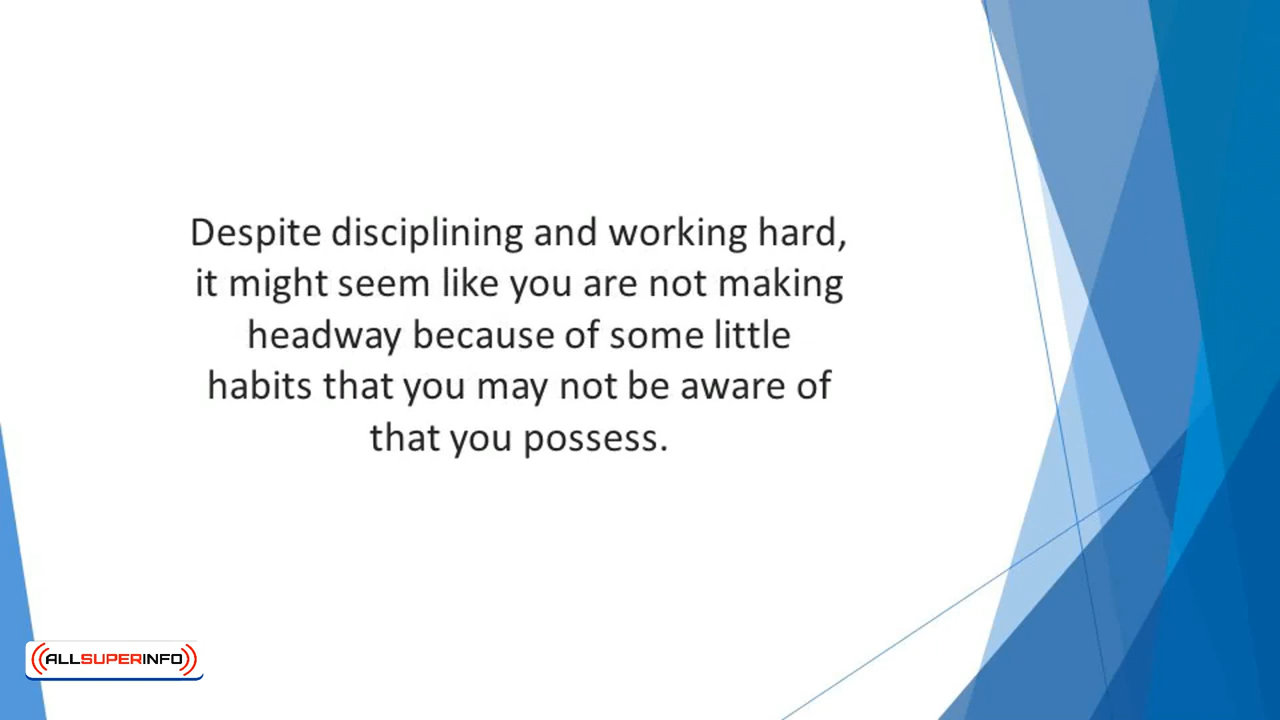 Despite disciplining and working hard,
it might seem like you are not making
headway because of some little
habits that you may not be aware of
that you possess.
ALLSUPERINFO